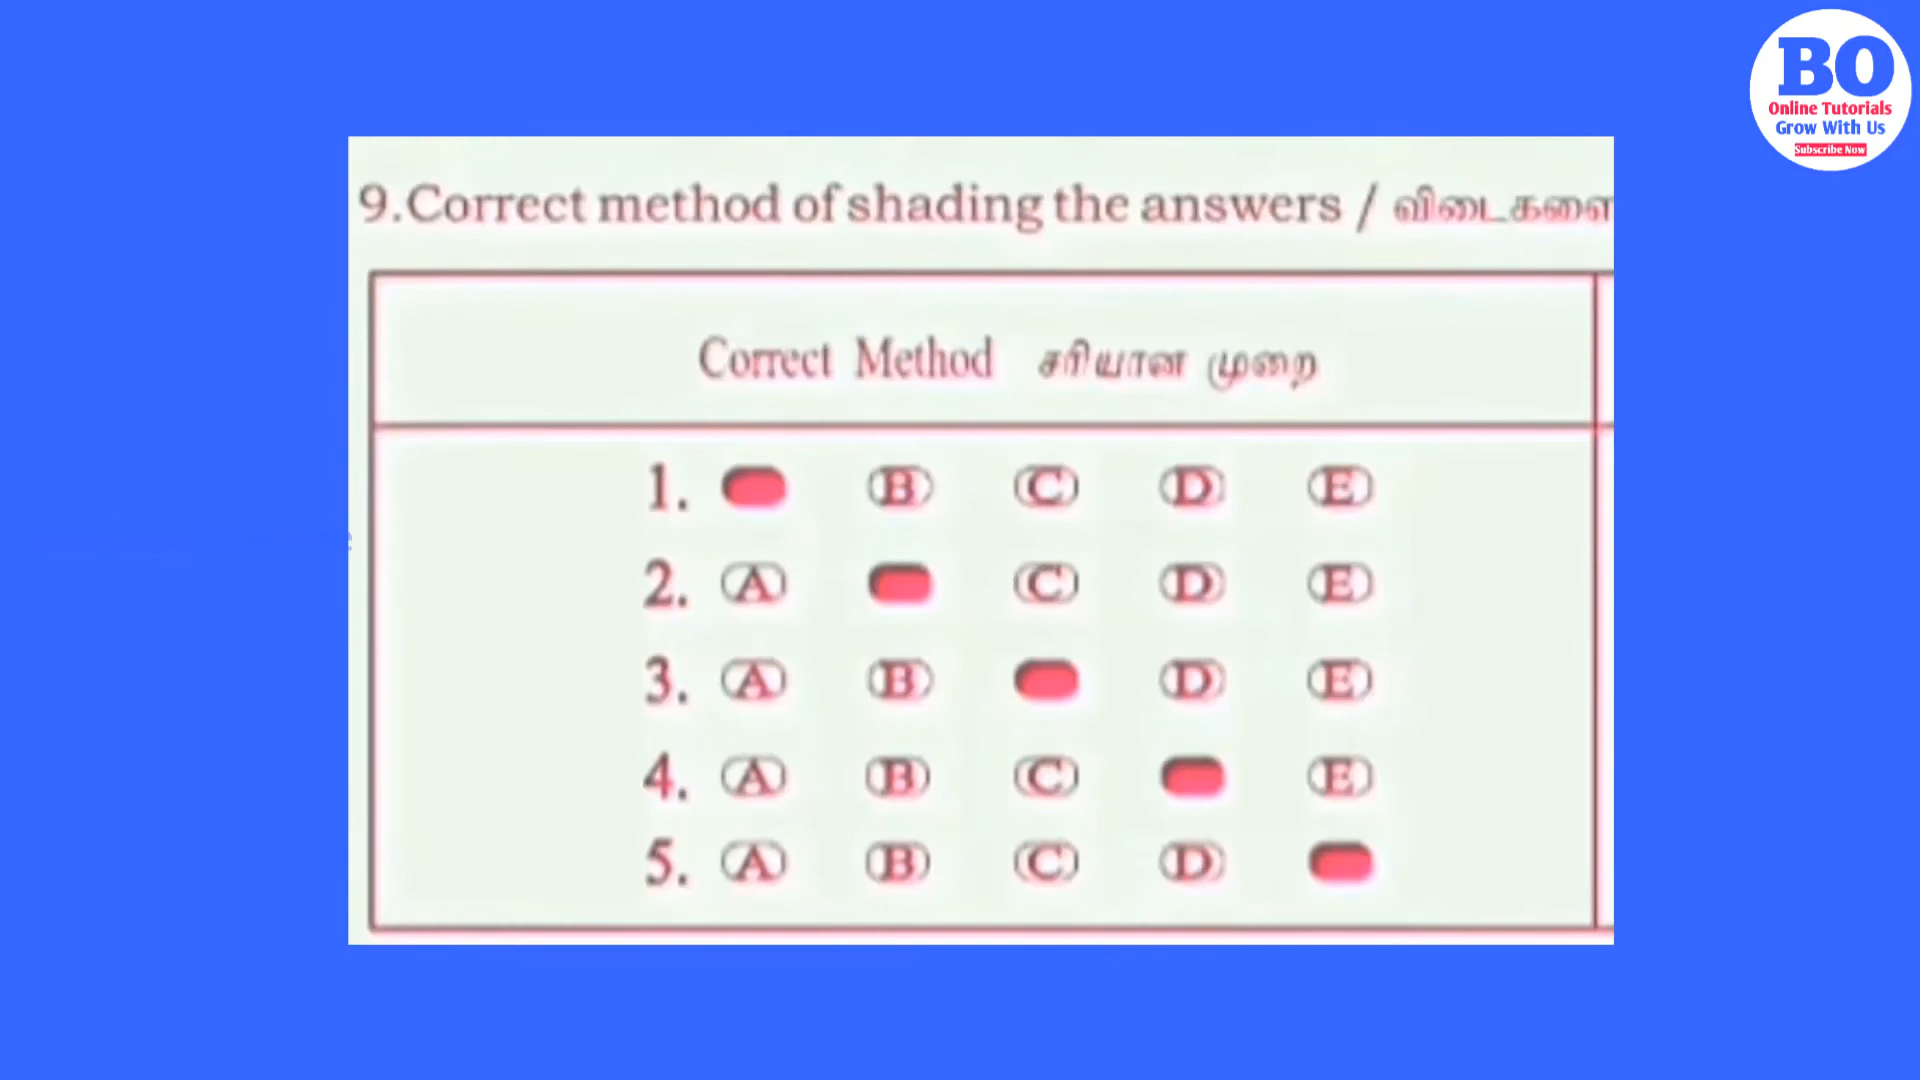 BO
Online Tutorials
Grow With Us
Subscribe Now
9.Correct method of shading the answers / விடைகளை
Correct Method சரியான முறை
1. B C D E
2. A C D E
3. A B D E
4. A B C E
5. A B C D